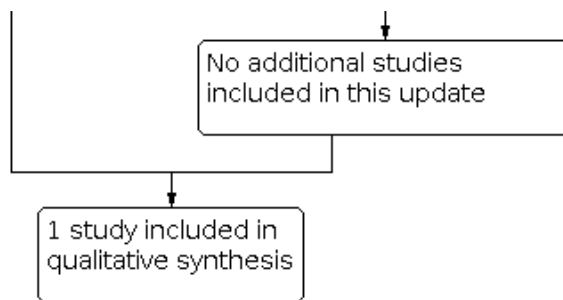 No additional studies
included in this update
1 study included in
qualitative synthesis